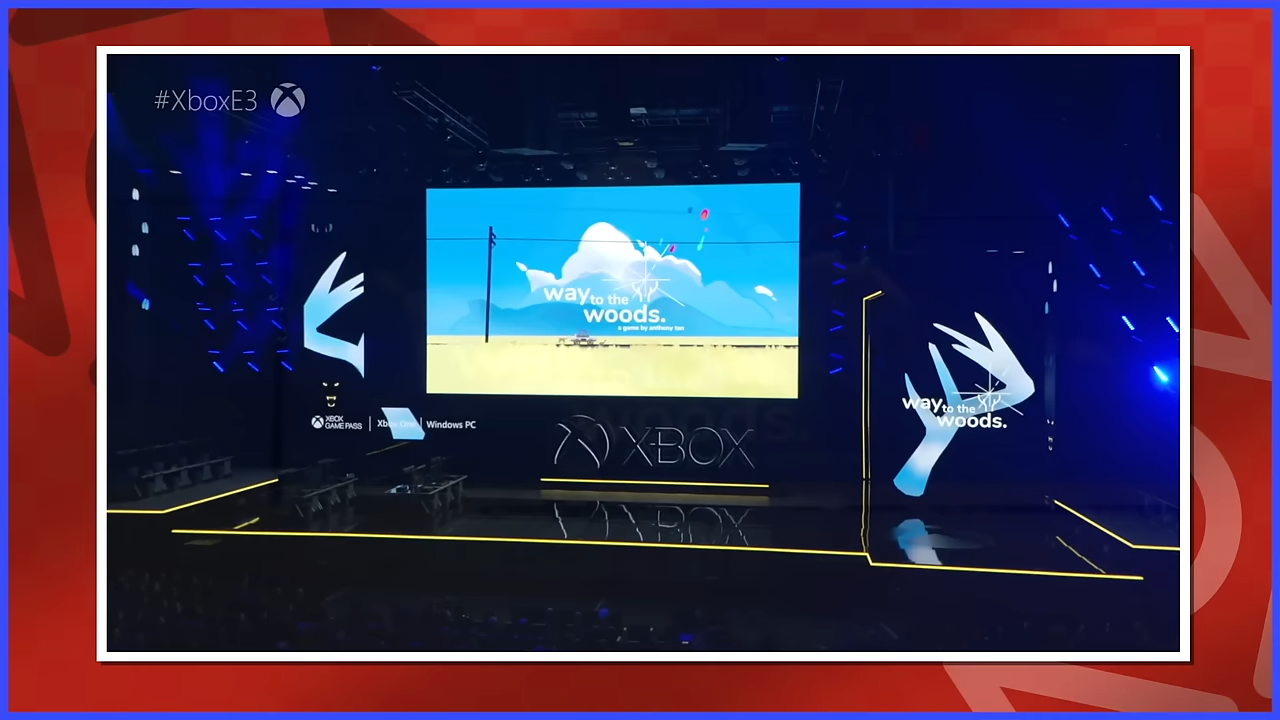 #XboxE3
way to the
woods.
a game by anthony tan
way to the
woods.
XBOX
GAME PASS
Xbox One
Windows PC
XBOX